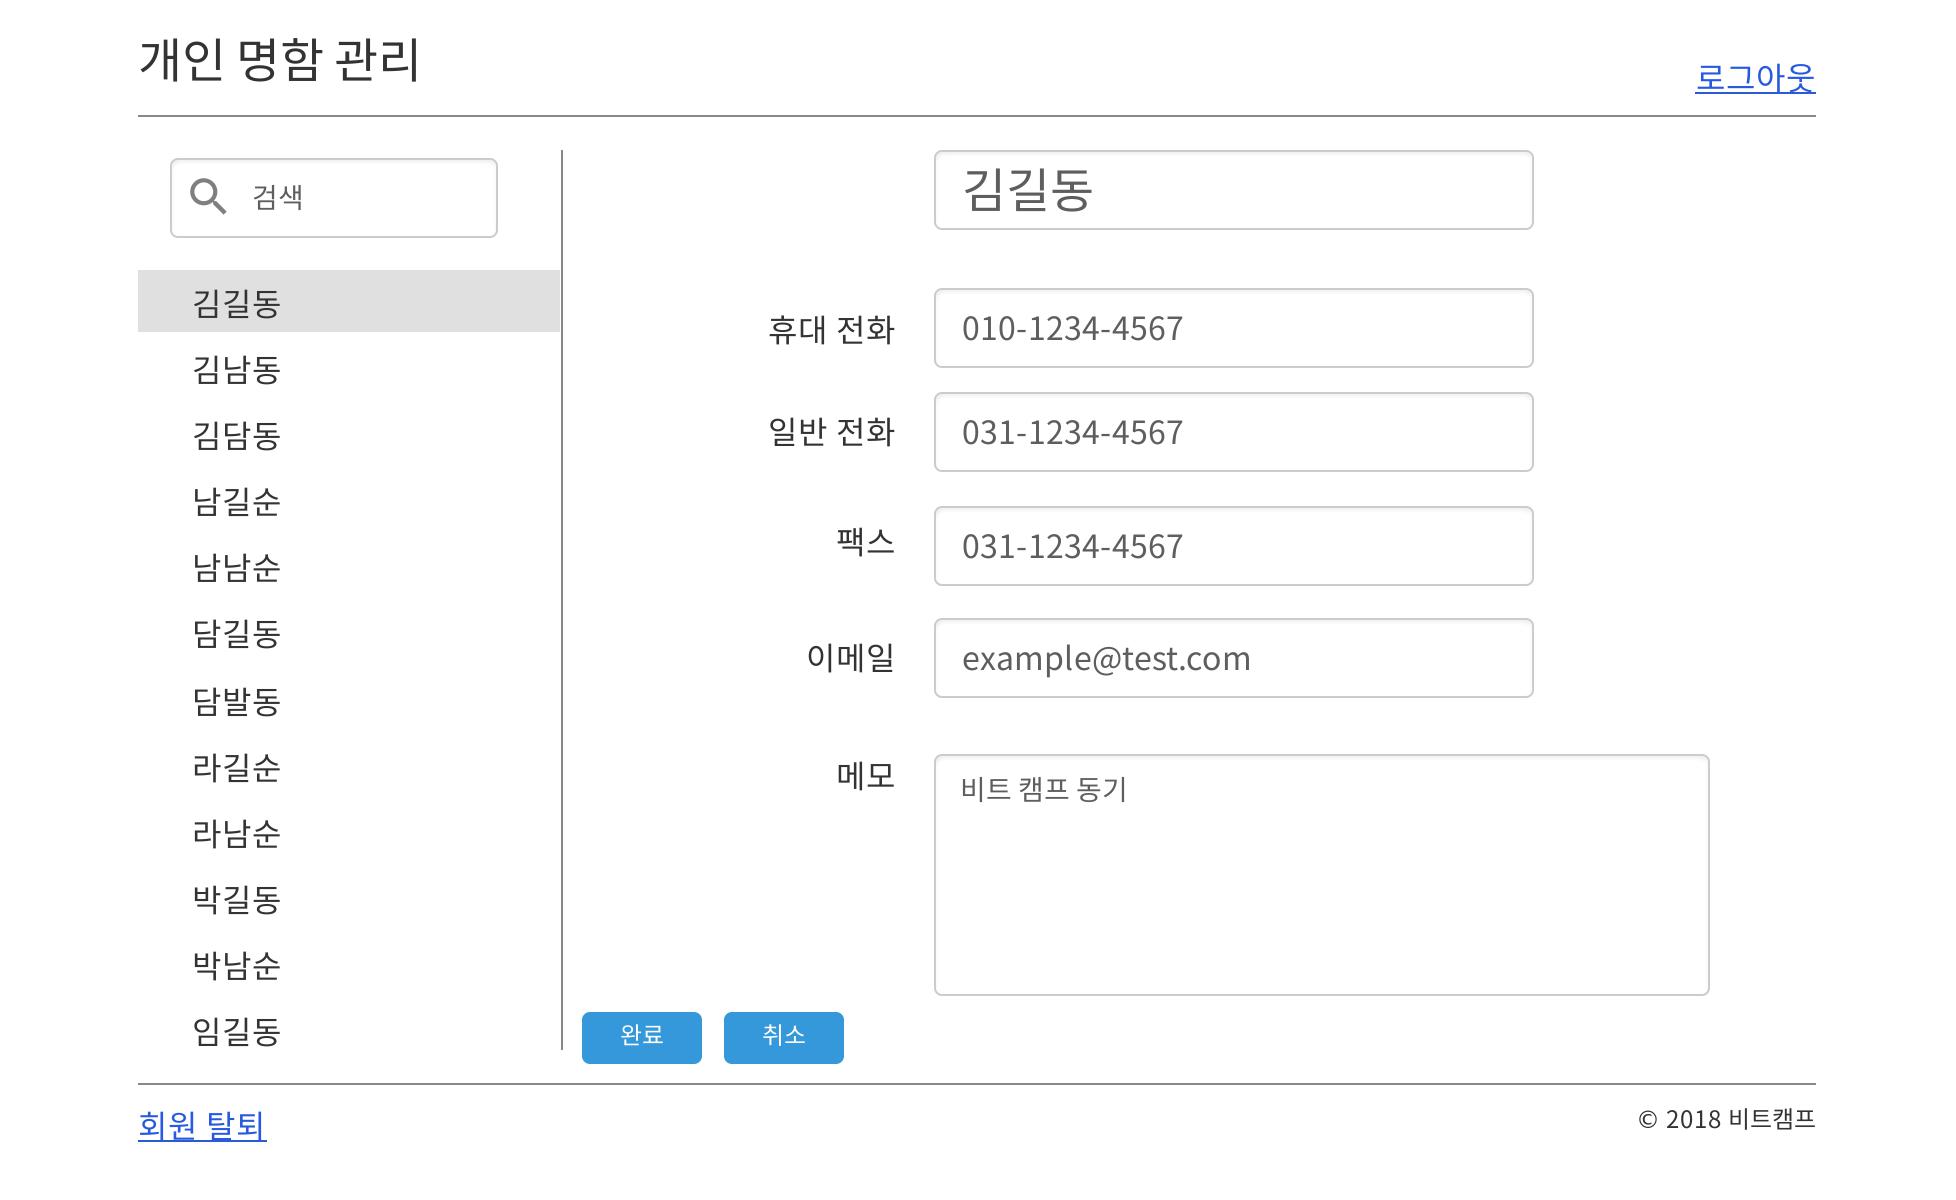 개인 명함 관리
로그아웃
검색
김길동
김남동
김담동
남길순
남남순
담길동
담발동
라길순
라남순
박길동
박남순
임길동
김길동
휴대 전화 010-1234-4567
일반 전화 031-1234-4567
팩스 031-1234-4567
이메일 example@test.com
메모 비트 캠프 동기
완료 취소
회원 탈퇴
© 2018 비트캠프